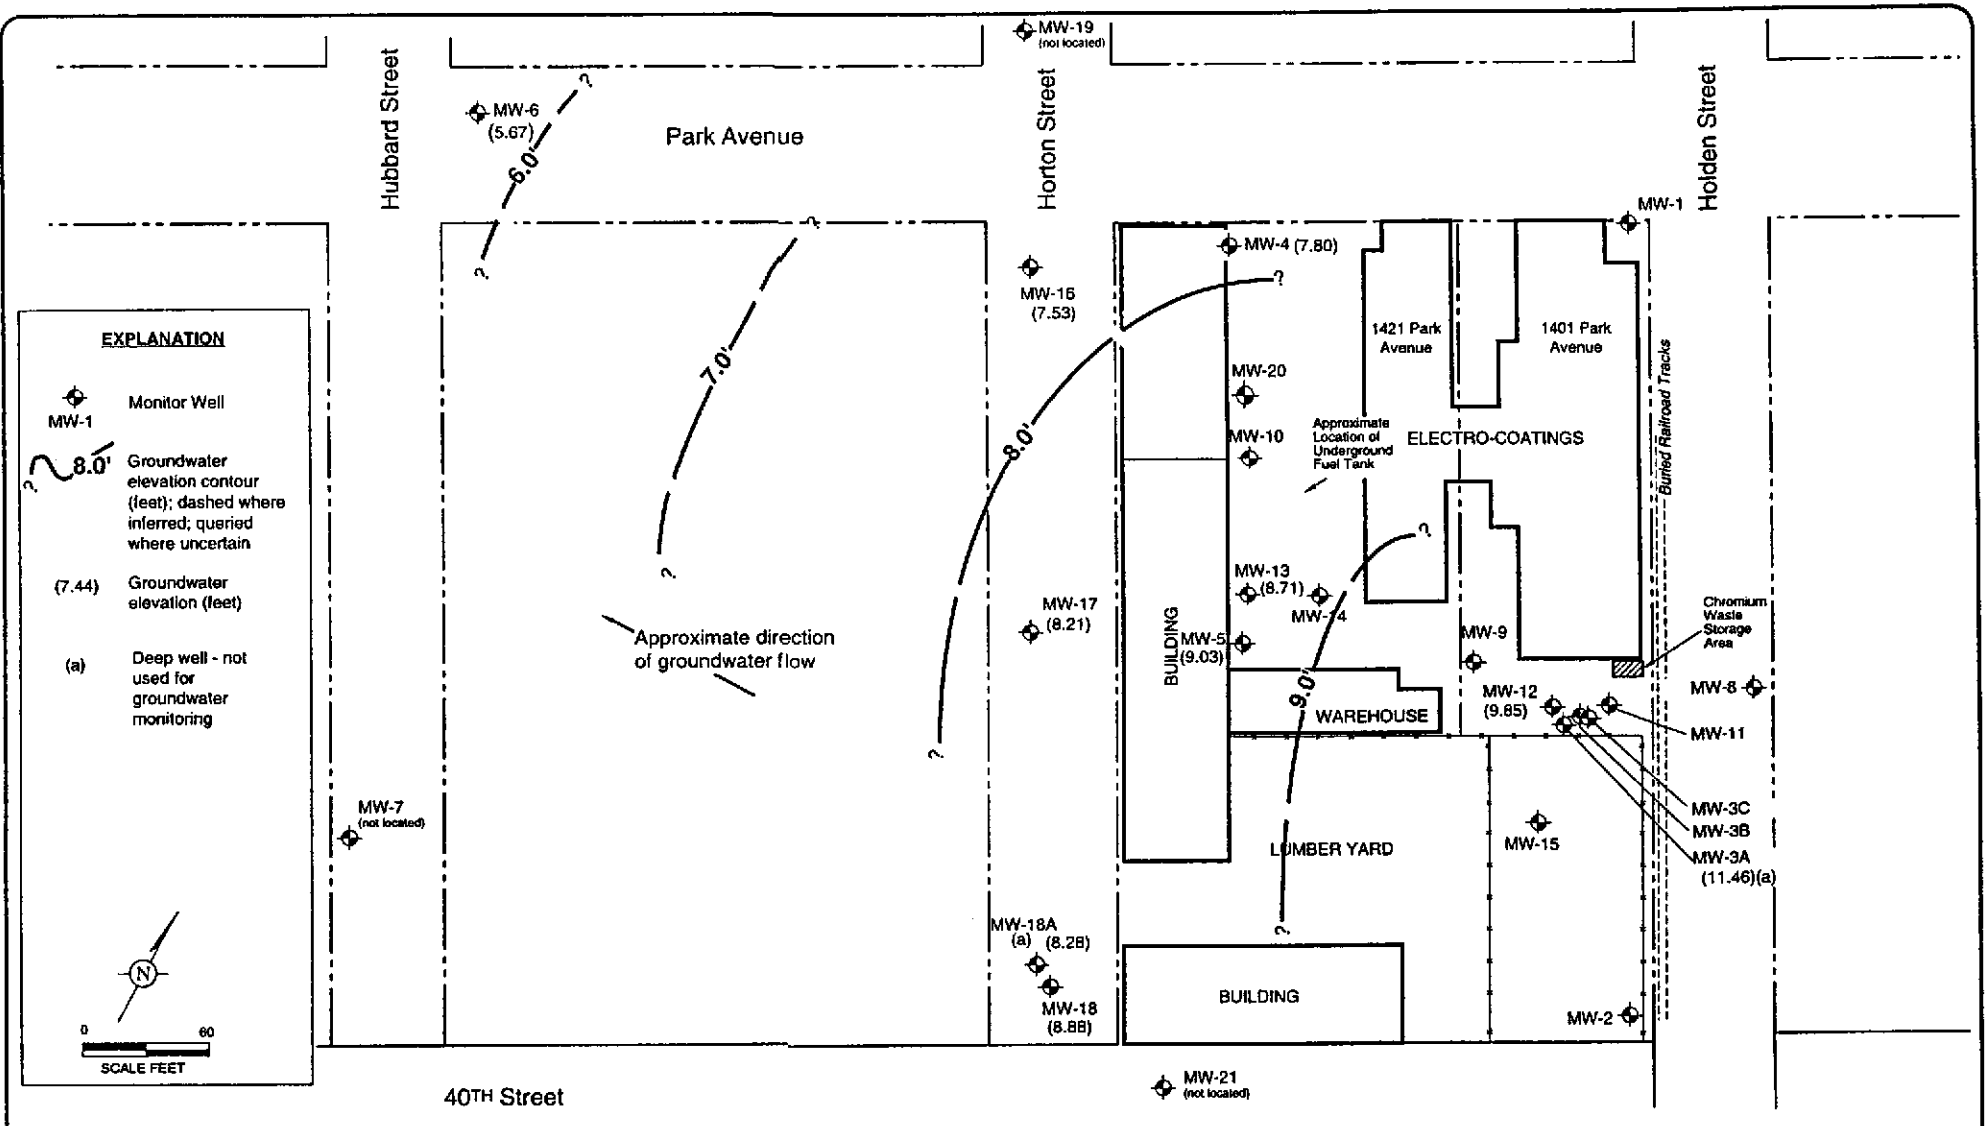 MW-19
(not located)
Hubbard Street
MW-6
(5.67)
6.0'
?
?
Park Avenue
Horton Street
Holden Street
MW-1
MW-4 (7.80)
MW-16
(7.53)
?
7.0'
?
?
8.0'
?
1421 Park
Avenue
1401 Park
Avenue
MW-20
MW-10
Approximate
Location of
Underground
Fuel Tank
ELECTRO-COATINGS
Buried Railroad Tracks
EXPLANATION
MW-1
Monitor Well
8.0'
?
Groundwater
elevation contour
(feet); dashed where
inferred; queried
where uncertain
(7.44)
Groundwater
elevation (feet)
(a)
Deep well - not
used for
groundwater
monitoring
Approximate direction
of groundwater flow
MW-17
(8.21)
BUILDING
MW-13
(8.71)
MW-14
MW-5
(9.03)
?
9.0'
?
WAREHOUSE
MW-9
MW-12
(9.85)
Chromium
Waste
Storage
Area
MW-8
MW-11
MW-3C
MW-3B
MW-3A
(11.46)(a)
MW-7
(not located)
LUMBER YARD
MW-15
MW-18A
(a) (8.28)
MW-18
(8.88)
BUILDING
MW-2
N
0 60
SCALE FEET
40TH Street
MW-21
(not located)